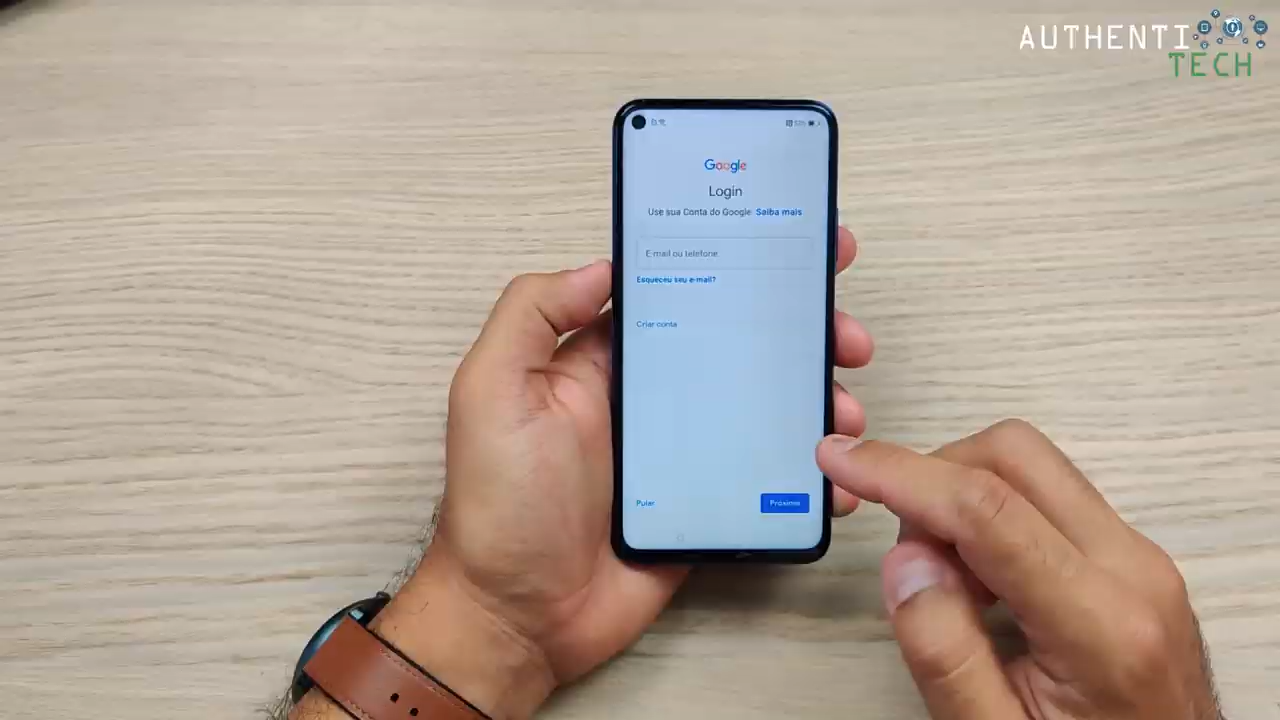 AUTHENTI
TECH
Google
Login
Use sua Conta do Google. Saiba mais
E-mail ou telefone
Esqueceu seu e-mail?
Criar conta
Pular
Próxima